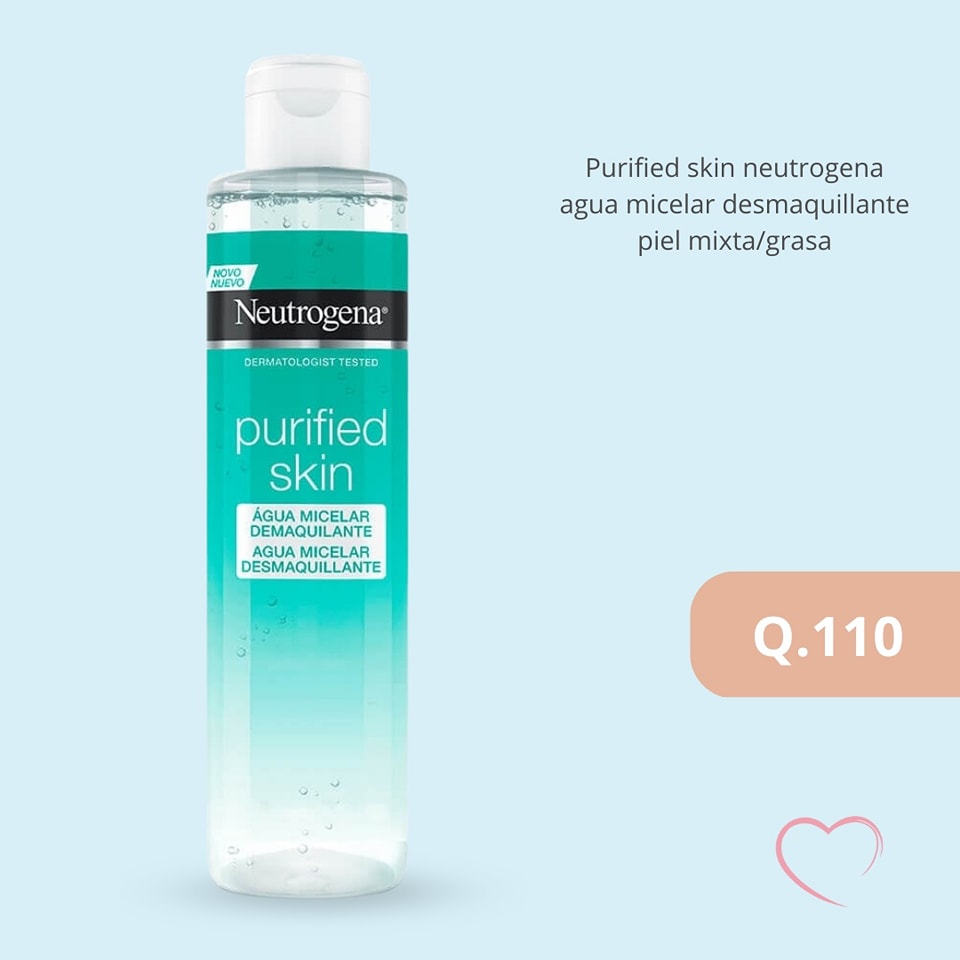 Purified skin neutrogena
agua micelar desmaquillante
piel mixta/grasa
NOVO
NUEVO
Neutrogena®
DERMATOLOGIST TESTED
purified
skin
ÁGUA MICELAR
DEMAQUILANTE
AGUA MICELAR
DESMAQUILLANTE
Q.110